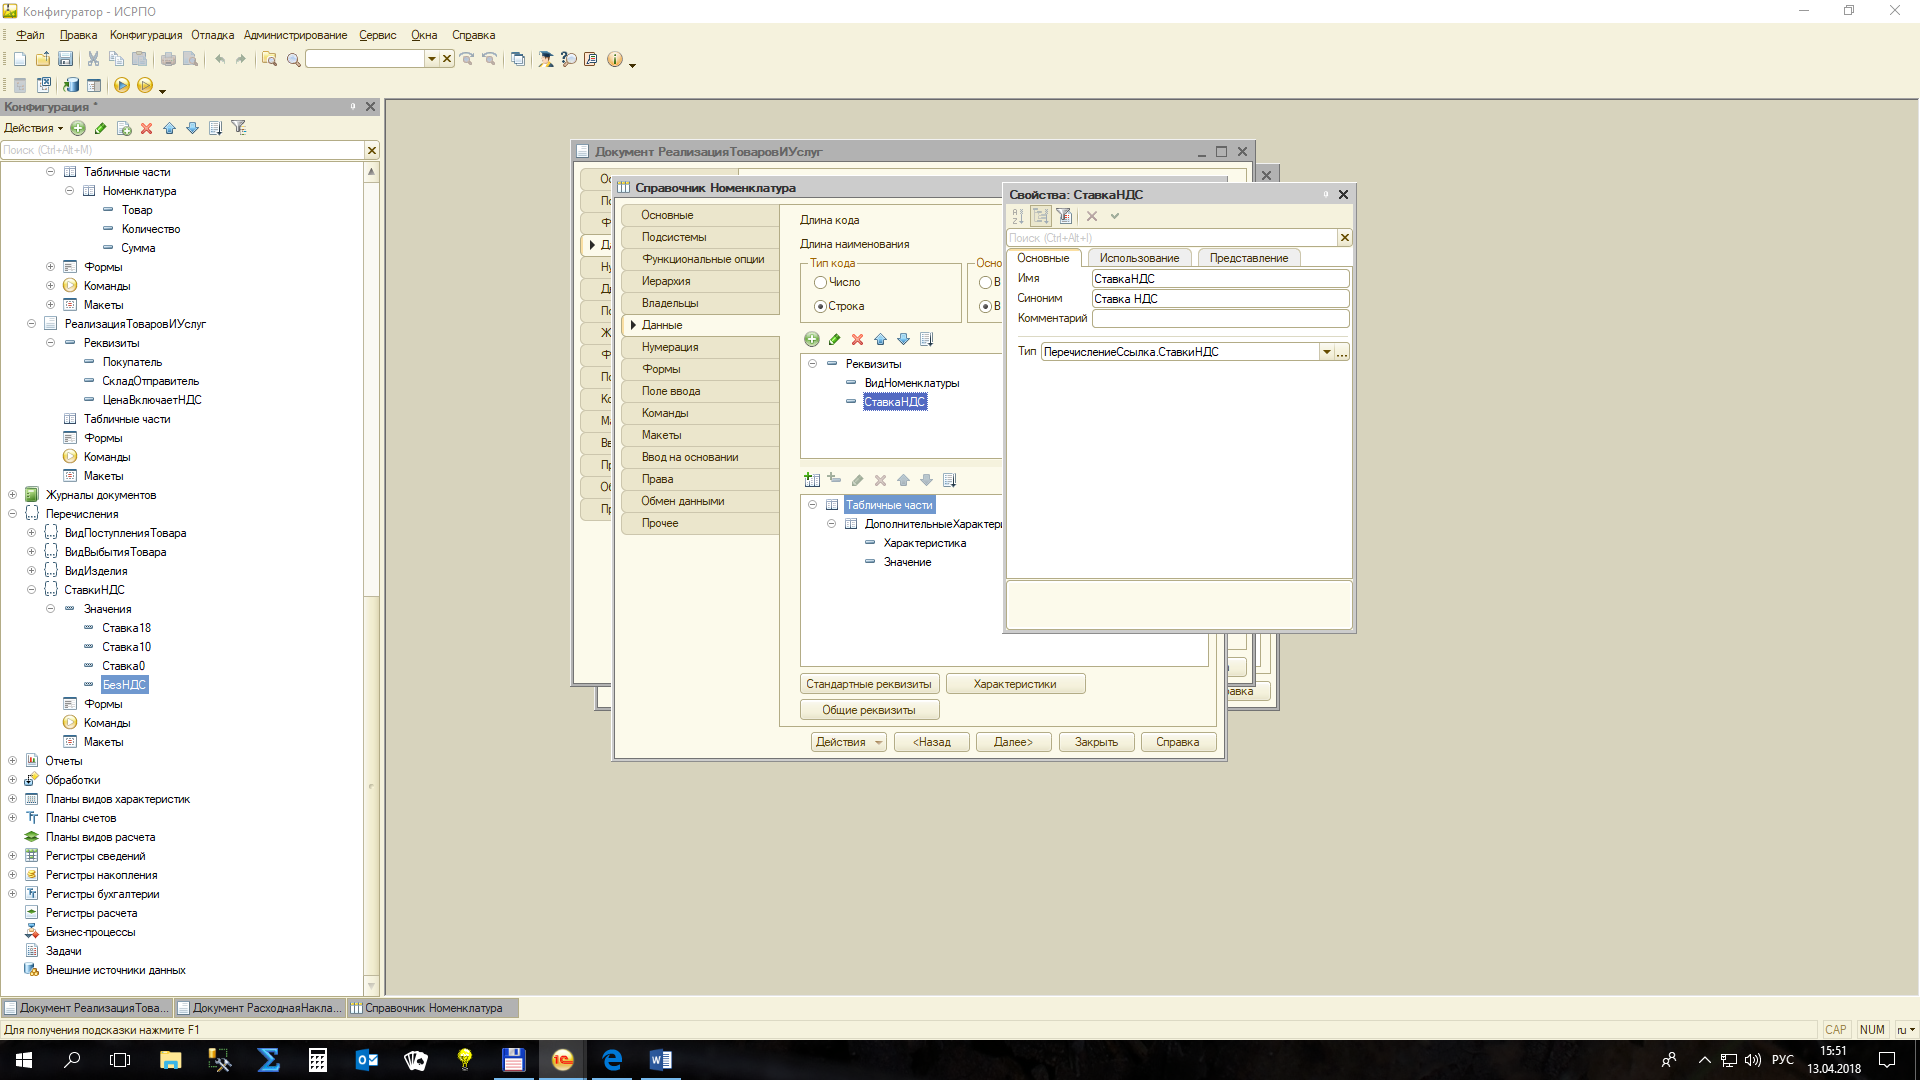 Конфигуратор - ИСРПО
Файл Правка Конфигурация Отладка Администрирование Сервис Окна Справка
Конфигурация *
Действия
Поиск (Ctrl+Alt+M)
Табличные части
Номенклатура
Товар
Количество
Сумма
Формы
Команды
Макеты
РеализацияТоваровИУслуг
Реквизиты
Покупатель
СкладОтправитель
ЦенаВключаетНДС
Табличные части
Формы
Команды
Макеты
Журналы документов
Перечисления
ВидПоступленияТовара
ВидВыбытияТовара
ВидИзделия
СтавкиНДС
Значения
Ставка18
Ставка10
Ставка0
БезНДС
Формы
Команды
Макеты
Отчеты
Обработки
Планы видов характеристик
Планы счетов
Планы видов расчета
Регистры сведений
Регистры накопления
Регистры бухгалтерии
Регистры расчета
Бизнес-процессы
Задачи
Внешние источники данных
Документ РеализацияТоваровИУслуг
Справочник Номенклатура
Основные
Подсистемы
Функциональные опции
Иерархия
Владельцы
Данные
Нумерация
Формы
Поле ввода
Команды
Макеты
Ввод на основании
Права
Обмен данными
Прочее
Длина кода
Длина наименования
Тип кода
Число
Строка
Реквизиты
ВидНоменклатуры
СтавкаНДС
Табличные части
ДополнительныеХарактери
Характеристика
Значение
Стандартные реквизиты Характеристики
Общие реквизиты
Действия <Назад Далее> Закрыть Справка
Свойства: СтавкаНДС
Поиск (Ctrl+Alt+I)
Основные Использование Представление
Имя СтавкаНДС
Синоним Ставка НДС
Комментарий
Тип ПеречислениеСсылка.СтавкиНДС
Документ РеализацияТова... Документ РасходнаяНакла... Справочник Номенклатура
Для получения подсказки нажмите F1
CAP NUM ru
РУС
15:51
13.04.2018